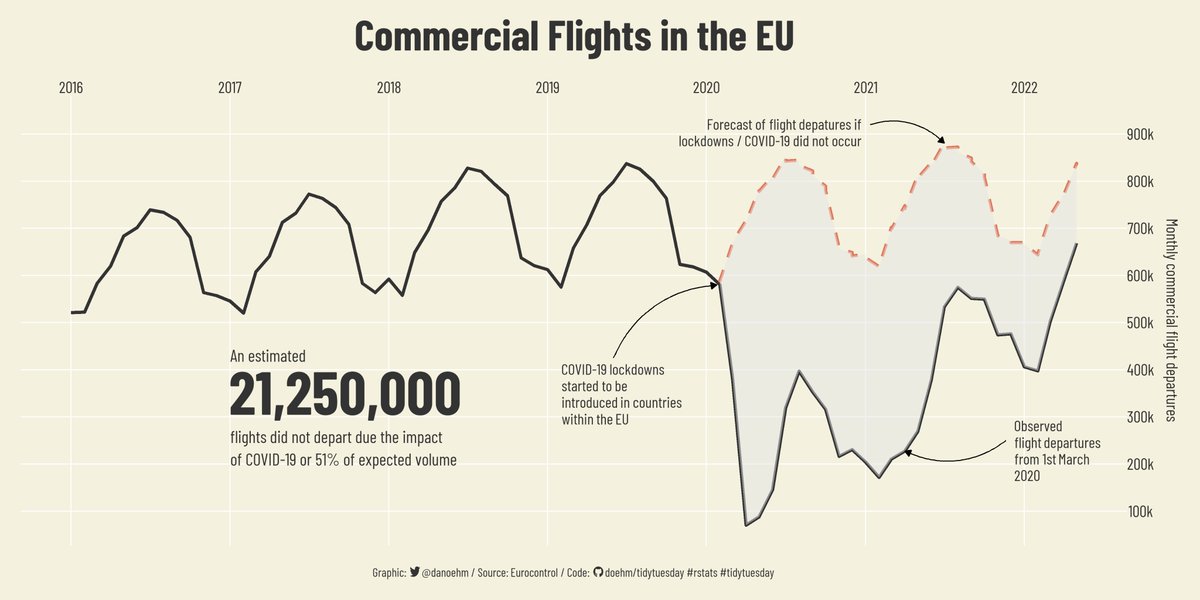 Commercial Flights in the EU
2016 2017 2018 2019 2020 2021 2022
Forecast of flight depatures if
lockdowns / COVID-19 did not occur
900k
800k
700k
600k
500k
400k
300k
200k
100k
Monthly commercial flight departures
An estimated
21,250,000
flights did not depart due the impact
of COVID-19 or 51% of expected volume
COVID-19 lockdowns
started to be
introduced in countries
within the EU
Observed
flight departures
from 1st March
2020
Graphic: @danoehm / Source: Eurocontrol / Code: doehm/tidytuesday #rstats #tidytuesday